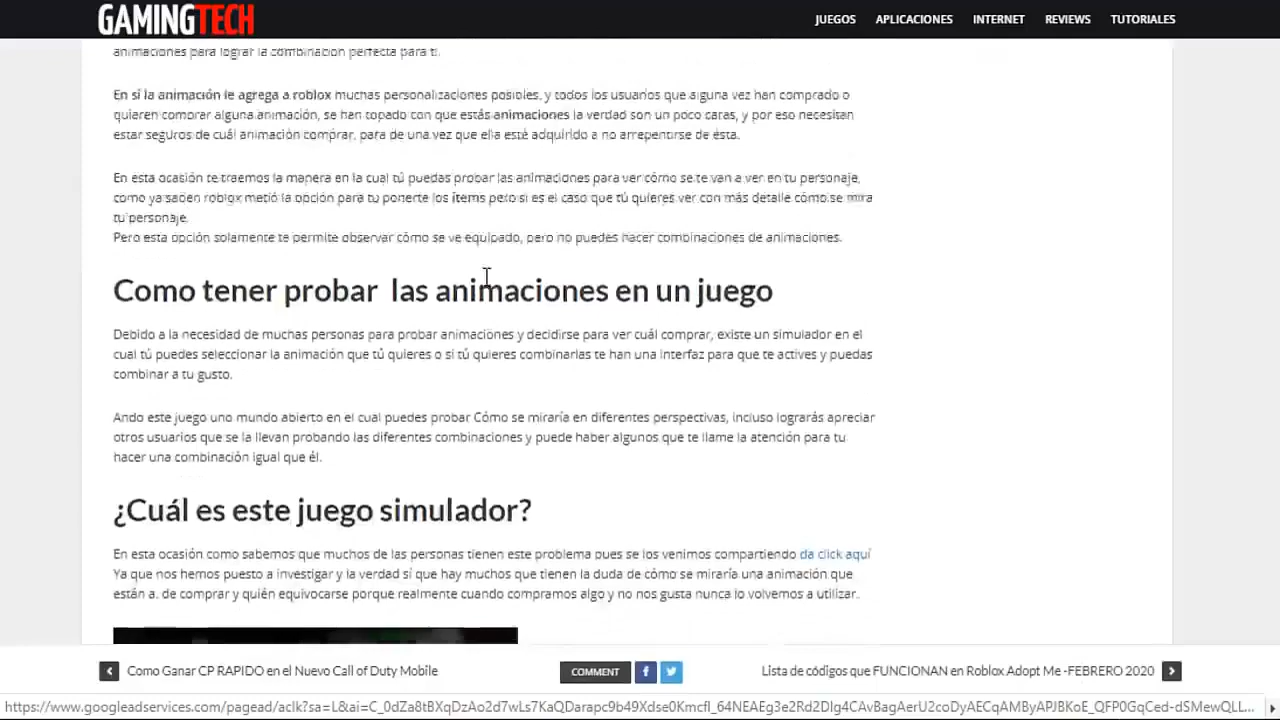 GAMINGTECH
JUEGOS APLICACIONES INTERNET REVIEWS TUTORIALES
animaciones para lograr la combinación perfecta para ti.
En sí la animación le agrega a roblox muchas personalizaciones posibles, y todos los usuarios que alguna vez han comprado o
quieren comprar alguna animación, se han topado con que estás animaciones la verdad son un poco caras, y por eso necesitan
estar seguros de cuál animación comprar, para de una vez que ella esté adquirido a no arrepentirse de ésta.
En esta ocasión te traemos la manera en la cual tú puedas probar las animaciones para ver cómo se te van a ver en tu personaje,
como ya saben roblox metió la opción para tu ponerte los ítems pero si es el caso que tú quieres ver con más detalle cómo se mira
tu personaje.
Pero esta opción solamente te permite observar cómo se ve equipado, pero no puedes hacer combinaciones de animaciones.
Como tener probar las animaciones en un juego
Debido a la necesidad de muchas personas para probar animaciones y decidirse para ver cuál comprar, existe un simulador en el
cual tú puedes seleccionar la animación que tú quieres o si tú quieres combinarlas te han una interfaz para que te actives y puedas
combinar a tu gusto.
Ando este juego uno mundo abierto en el cual puedes probar Cómo se miraría en diferentes perspectivas, incluso lograrás apreciar
otros usuarios que se la llevan probando las diferentes combinaciones y puede haber algunos que te llame la atención para tu
hacer una combinación igual que él.
¿Cuál es este juego simulador?
En esta ocasión como sabemos que muchos de las personas tienen este problema pues se los venimos compartiendo da click aquí
Ya que nos hemos puesto a investigar y la verdad sí que hay muchos que tienen la duda de cómo se miraría una animación que
están a. de comprar y quién equivocarse porque realmente cuando compramos algo y no nos gusta nunca lo volvemos a utilizar.
Como Ganar CP RAPIDO en el Nuevo Call of Duty Mobile COMMENT Lista de códigos que FUNCIONAN en Roblox Adopt Me -FEBRERO 2020
https://www.googleadservices.com/pagead/aclk?sa=L&ai=C_0dZa8tBXqDzAo2d7wLs7KaQDarapc9b49Xdse0Kmcfl_64NEAEg3e2Rd2Dlg4CAvBagAerU2coDyAECqAMByAPJBKoE_QFP0GqCed-dSMewQLL...